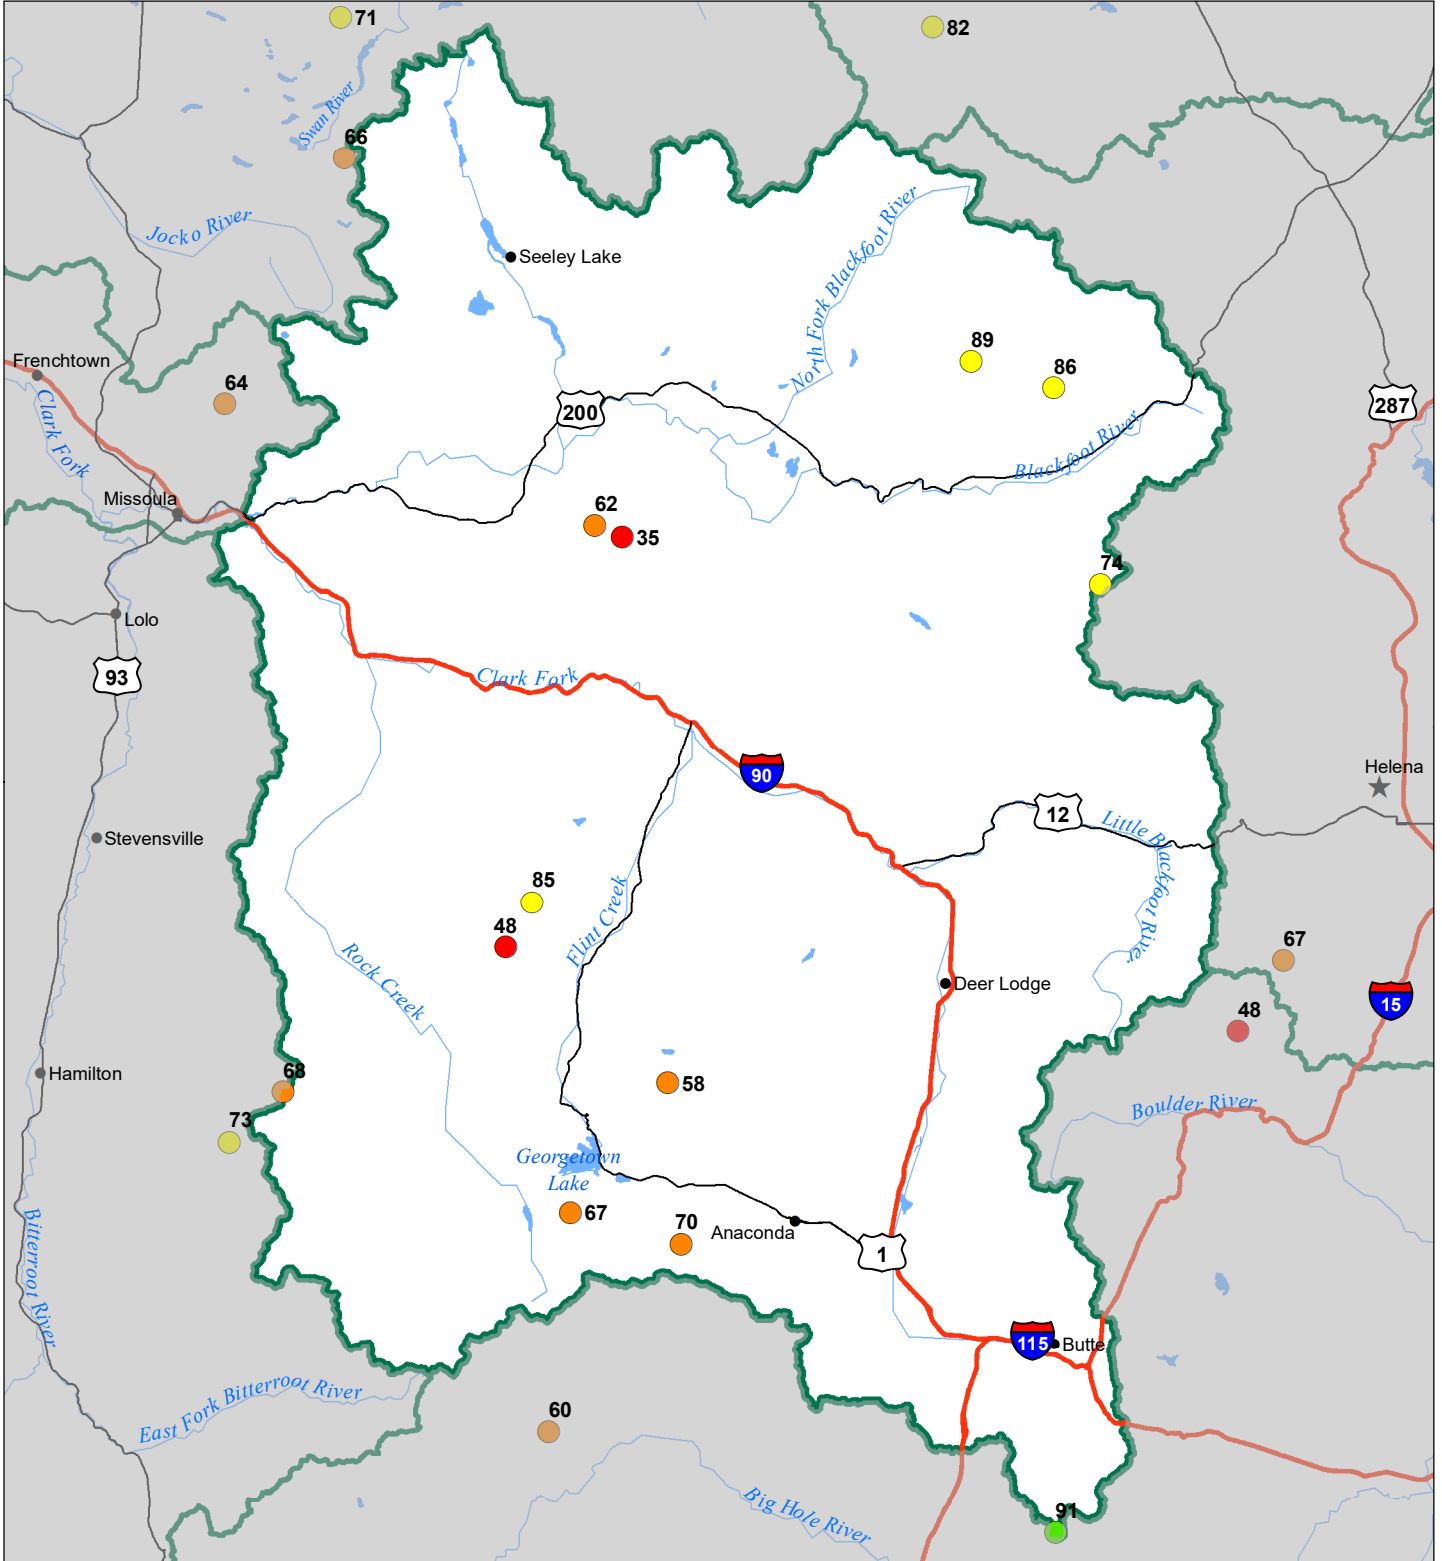 71
82
Swan River
66
Jocko River
Seeley Lake
North Fork Blackfoot River
Frenchtown
64
89
86
200
287
Clark Fork
Blackfoot River
Missoula
62
35
74
Lolo
93
Clark Fork
90
Helena
12
Little Blackfoot River
Stevensville
85
Flint Creek
48
67
Rock Creek
Deer Lodge
15
48
Hamilton
68
58
Boulder River
73
Georgetown
Lake
67
70
Anaconda
1
Bitterroot River
115
Butte
East Fork Bitterroot River
60
Big Hole River
91